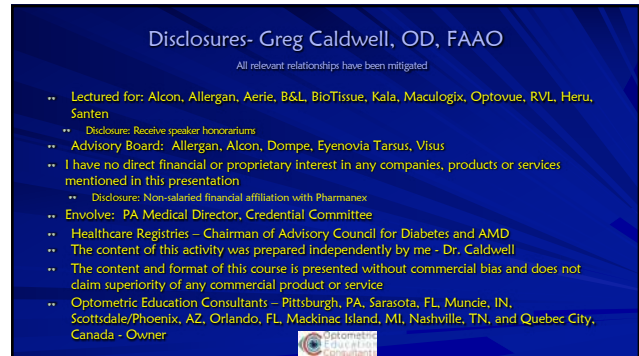 Disclosures- Greg Caldwell, OD, FAAO
All relevant relationships have been mitigated
Lectured for: Alcon, Allergan, Aerie, B&L, BioTissue, Kala, Maculogix, Optovue, RVL, Heru,
Santen
Disclosure: Receive speaker honorariums
Advisory Board: Allergan, Alcon, Dompe, Eyenovia Tarsus, Visus
I have no direct financial or proprietary interest in any companies, products or services
mentioned in this presentation
Disclosure: Non-salaried financial affiliation with Pharmanex
Envolve: PA Medical Director, Credential Committee
Healthcare Registries – Chairman of Advisory Council for Diabetes and AMD
The content of this activity was prepared independently by me - Dr. Caldwell
The content and format of this course is presented without commercial bias and does not
claim superiority of any commercial product or service
Optometric Education Consultants – Pittsburgh, PA, Sarasota, FL, Muncie, IN,
Scottsdale/Phoenix, AZ, Orlando, FL, Mackinac Island, MI, Nashville, TN, and Quebec City,
Canada - Owner
Optometric
Education
Consultants